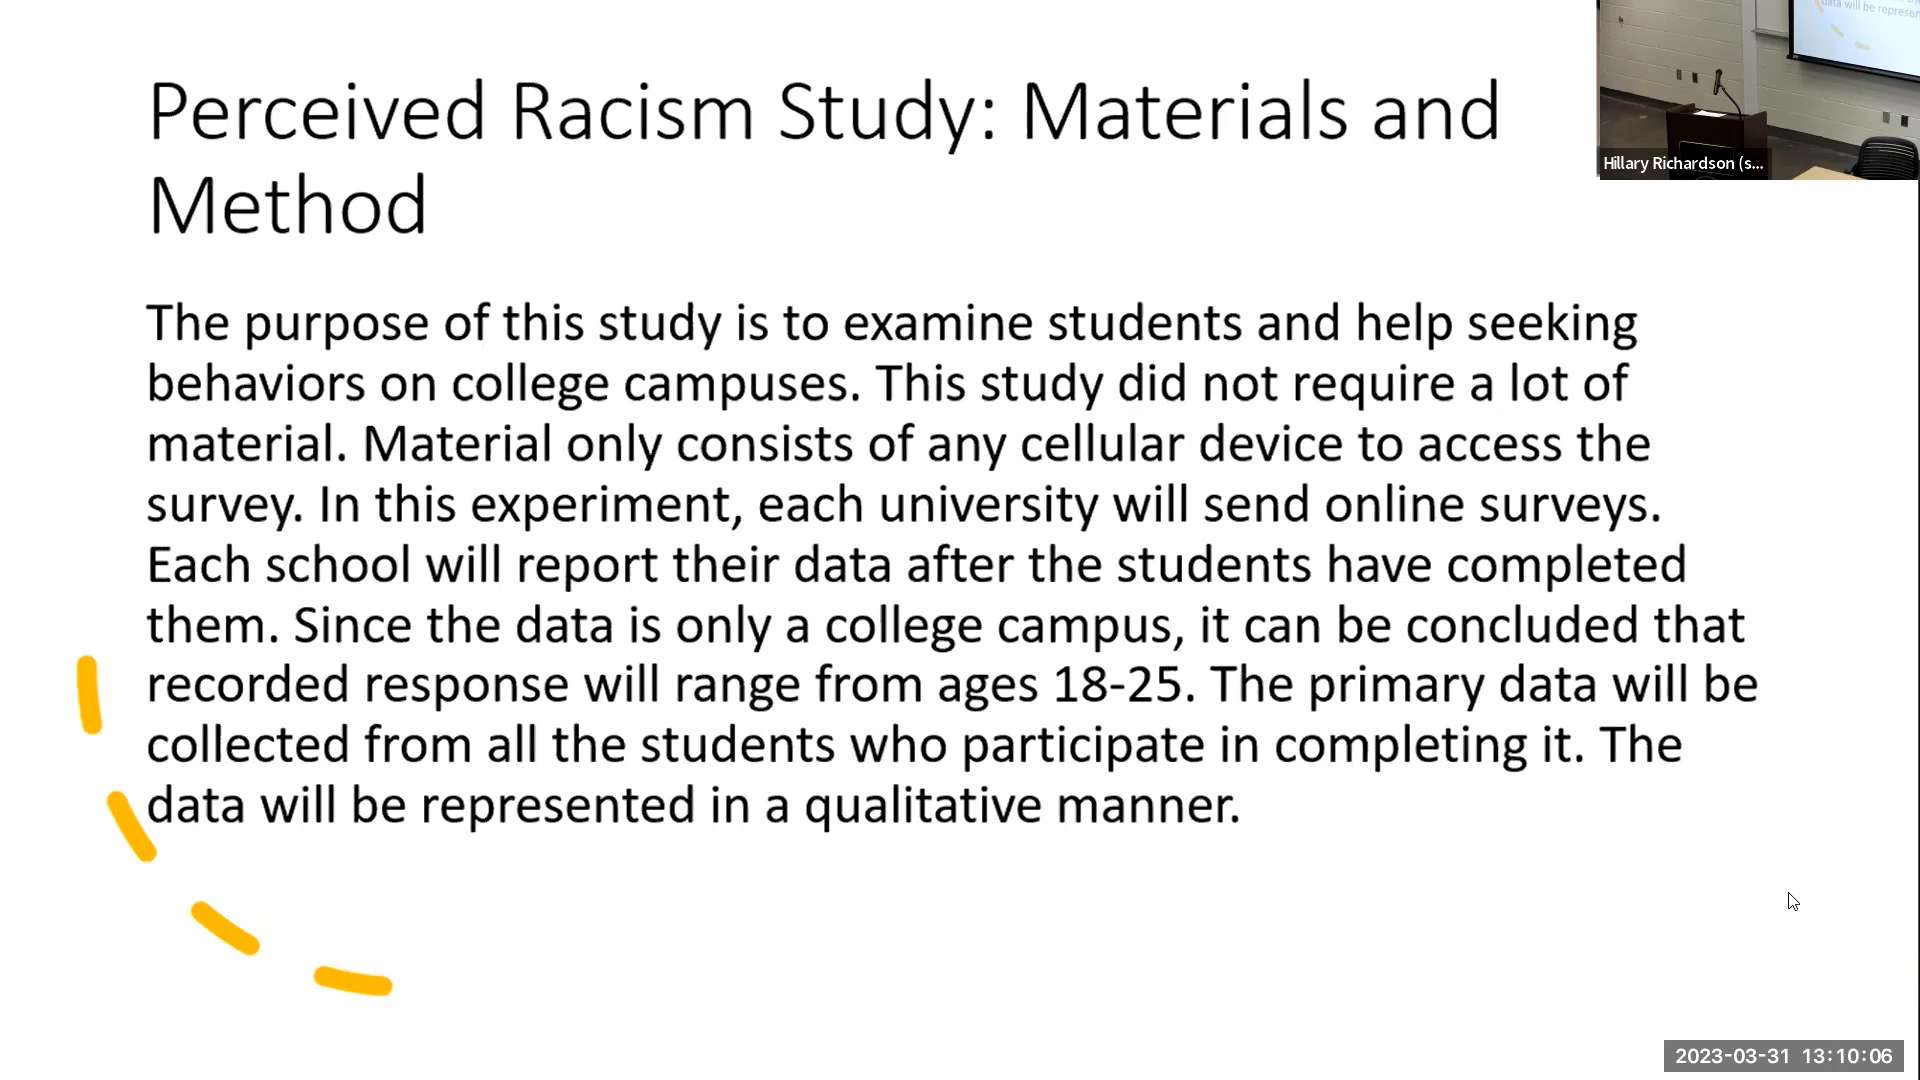 Perceived Racism Study: Materials and
Method
The purpose of this study is to examine students and help seeking
behaviors on college campuses. This study did not require a lot of
material. Material only consists of any cellular device to access the
survey. In this experiment, each university will send online surveys.
Each school will report their data after the students have completed
them. Since the data is only a college campus, it can be concluded that
recorded response will range from ages 18-25. The primary data will be
collected from all the students who participate in completing it. The
data will be represented in a qualitative manner.
data will be represen
Hillary Richardson (s...
2023-03-31 13:10:06